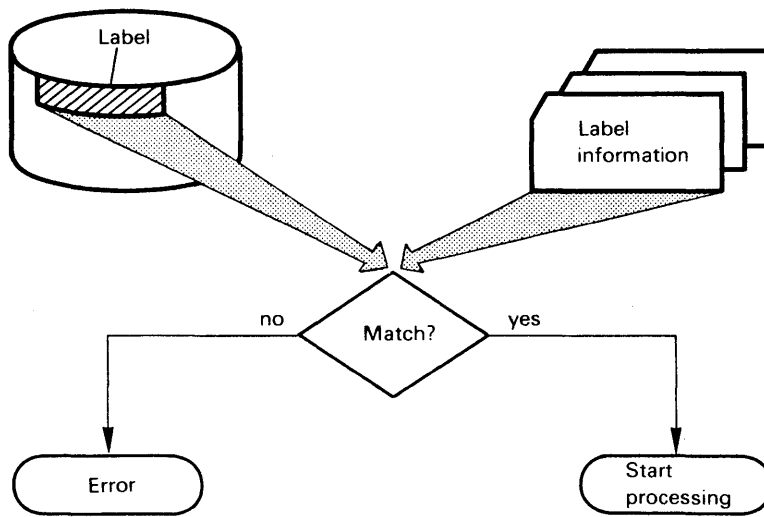 Label
Label
information
no
Match?
yes
Error
Start
processing